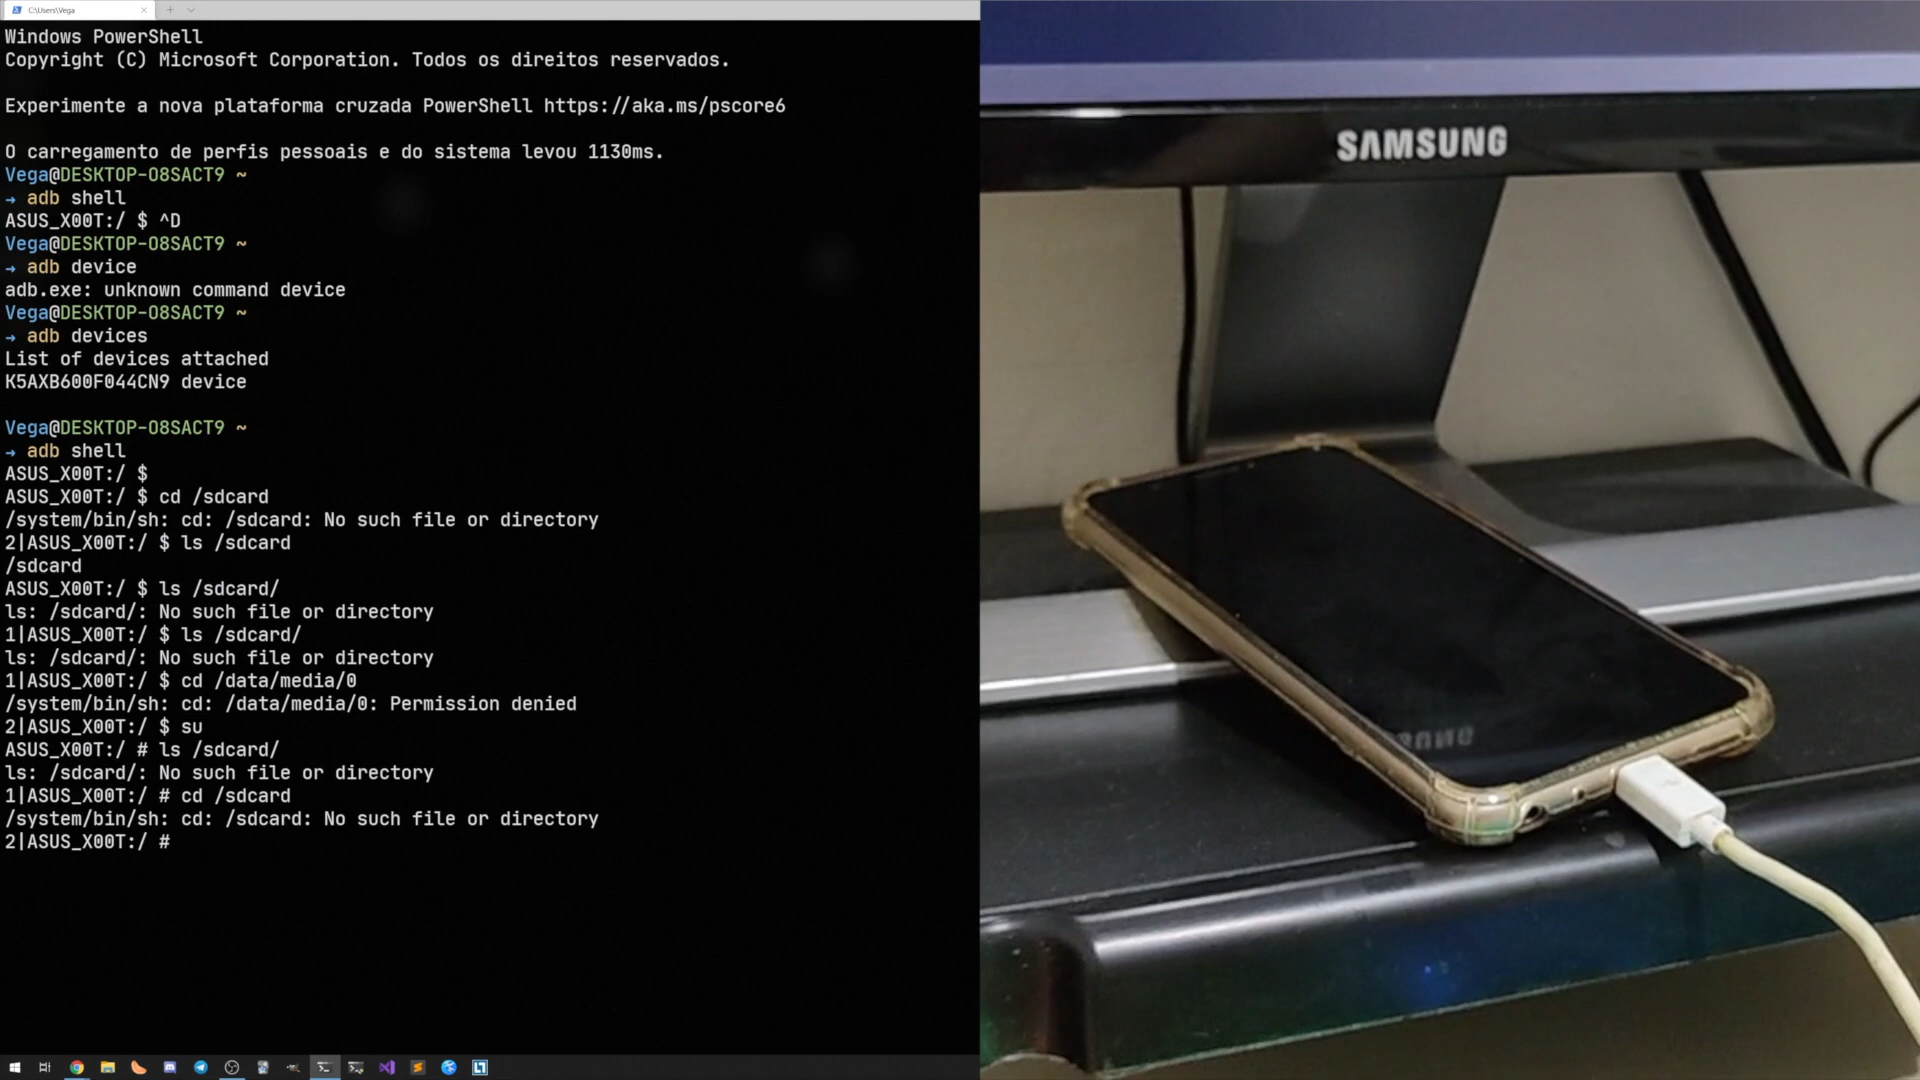 C:\Users\Vega
Windows PowerShell
Copyright (C) Microsoft Corporation. Todos os direitos reservados.
Experimente a nova plataforma cruzada PowerShell https://aka.ms/pscore6
O carregamento de perfis pessoais e do sistema levou 1130ms.
Vega@DESKTOP-O8SACT9 ~
→ adb shell
ASUS_X00T:/ $ ^D
Vega@DESKTOP-O8SACT9 ~
→ adb device
adb.exe: unknown command device
Vega@DESKTOP-O8SACT9 ~
→ adb devices
List of devices attached
K5AXB600F044CN9 device
Vega@DESKTOP-O8SACT9 ~
→ adb shell
ASUS_X00T:/ $
ASUS_X00T:/ $ cd /sdcard
/system/bin/sh: cd: /sdcard: No such file or directory
2|ASUS_X00T:/ $ ls /sdcard
/sdcard
ASUS_X00T:/ $ ls /sdcard/
ls: /sdcard/: No such file or directory
1|ASUS_X00T:/ $ ls /sdcard/
ls: /sdcard/: No such file or directory
1|ASUS_X00T:/ $ cd /data/media/0
/system/bin/sh: cd: /data/media/0: Permission denied
2|ASUS_X00T:/ $ su
ASUS_X00T:/ # ls /sdcard/
ls: /sdcard/: No such file or directory
1|ASUS_X00T:/ # cd /sdcard
/system/bin/sh: cd: /sdcard: No such file or directory
2|ASUS_X00T:/ #
SAMSUNG